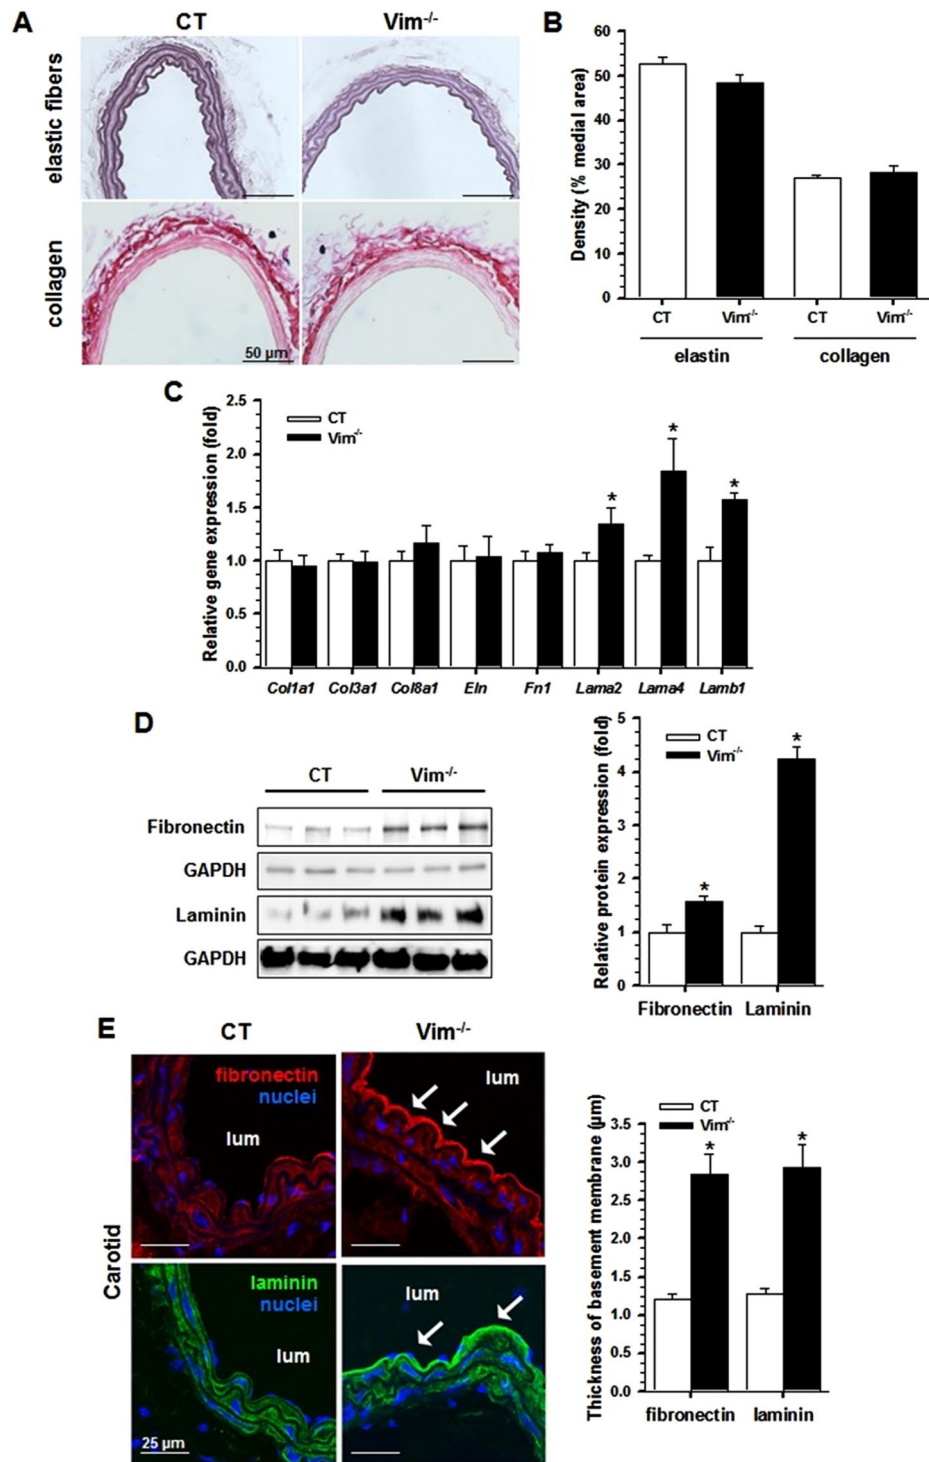 A
CT
Vim-/-
elastic fibers
collagen
50 µm
B
Density (% medial area)
60
50
40
30
20
10
0
CT
Vim-/-
CT
Vim-/-
elastin
collagen
C
Relative gene expression (fold)
2.5
2.0
1.5
1.0
0.5
0.0
CT
Vim-/-
*
*
*
Col1a1
Col3a1
Col8a1
Eln
Fn1
Lama2
Lama4
Lamb1
D
CT
Vim-/-
Fibronectin
GAPDH
Laminin
GAPDH
Relative protein expression (fold)
5
4
4
2
1
0
CT
Vim-/-
*
*
Fibronectin
Laminin
E
CT
Vim-/-
Carotid
fibronectin
nuclei
lum
lum
laminin
nuclei
lum
lum
25 µm
Thickness of basement membrane (µm)
3.5
3.0
2.5
2.0
1.5
1.0
0.5
0.0
CT
Vim-/-
*
*
fibronectin
laminin